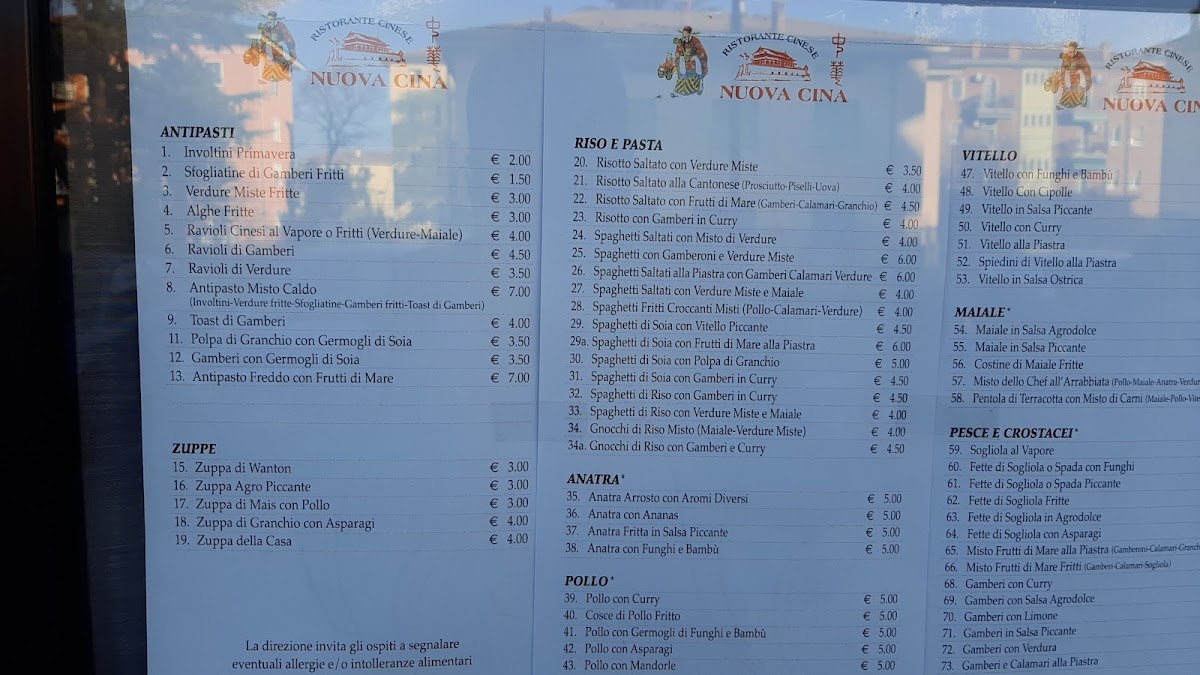 RISTORANTE CINESE
NUOVA CINA
ANTIPASTI
1. Involtini Primavera € 2.00
2. Sfogliatine di Gamberi Fritti € 1.50
3. Verdure Miste Fritte € 3.00
4. Alghe Fritte € 3.00
5. Ravioli Cinesi al Vapore o Fritti (Verdure-Maiale) € 4.00
6. Ravioli di Gamberi € 4.50
7. Ravioli di Verdure € 3.50
8. Antipasto Misto Caldo € 7.00
(Involtini-Verdure fritte-Sfogliatine-Gamberi fritti-Toast di Gamberi)
9. Toast di Gamberi € 4.00
11. Polpa di Granchio con Germogli di Soia € 3.50
12. Gamberi con Germogli di Soia € 3.50
13. Antipasto Freddo con Frutti di Mare € 7.00
ZUPPE
15. Zuppa di Wanton € 3.00
16. Zuppa Agro Piccante € 3.00
17. Zuppa di Mais con Pollo € 3.00
18. Zuppa di Granchio con Asparagi € 4.00
19. Zuppa della Casa € 4.00
La direzione invita gli ospiti a segnalare
eventuali allergie e/o intolleranze alimentari
RISTORANTE CINESE
NUOVA CINA
RISO E PASTA
20. Risotto Saltato con Verdure Miste € 3.50
21. Risotto Saltato alla Cantonese (Prosciutto-Piselli-Uova) € 4.00
22. Risotto Saltato con Frutti di Mare (Gamberi-Calamari-Granchio) € 4.50
23. Risotto con Gamberi in Curry € 4.00
24. Spaghetti Saltati con Misto di Verdure € 4.00
25. Spaghetti con Gamberoni e Verdure Miste € 6.00
26. Spaghetti Saltati alla Piastra con Gamberi Calamari Verdure € 6.00
27. Spaghetti Saltati con Verdure Miste e Maiale € 4.00
28. Spaghetti Fritti Croccanti Misti (Pollo-Calamari-Verdure) € 4.00
29. Spaghetti di Soia con Vitello Piccante € 4.50
29a. Spaghetti di Soia con Frutti di Mare alla Piastra € 6.00
30. Spaghetti di Soia con Polpa di Granchio € 5.00
31. Spaghetti di Soia con Gamberi in Curry € 4.50
32. Spaghetti di Riso con Gamberi in Curry € 4.50
33. Spaghetti di Riso con Verdure Miste e Maiale € 4.00
34. Gnocchi di Riso Misto (Maiale-Verdure Miste) € 4.00
34a. Gnocchi di Riso con Gamberi e Curry € 4.50
ANATRA*
35. Anatra Arrosto con Aromi Diversi € 5.00
36. Anatra con Ananas € 5.00
37. Anatra Fritta in Salsa Piccante € 5.00
38. Anatra con Funghi e Bambù € 5.00
POLLO*
39. Pollo con Curry € 5.00
40. Cosce di Pollo Fritto € 5.00
41. Pollo con Germogli di Funghi e Bambù € 5.00
42. Pollo con Asparagi € 5.00
43. Pollo con Mandorle € 5.00
RISTORANTE CINESE
NUOVA CIN
VITELLO
47. Vitello con Funghi e Bambù
48. Vitello Con Cipolle
49. Vitello in Salsa Piccante
50. Vitello con Curry
51. Vitello alla Piastra
52. Spiedini di Vitello alla Piastra
53. Vitello in Salsa Ostrica
MAIALE*
54. Maiale in Salsa Agrodolce
55. Maiale in Salsa Piccante
56. Costine di Maiale Fritte
57. Misto dello Chef all'Arrabbiata (Pollo-Maiale-Anatra-Verdur
58. Pentola di Terracotta con Misto di Carni (Maiale-Pollo-Vite
PESCE E CROSTACEI*
59. Sogliola al Vapore
60. Fette di Sogliola o Spada con Funghi
61. Fette di Sogliola o Spada Piccante
62. Fette di Sogliola Fritte
63. Fette di Sogliola in Agrodolce
64. Fette di Sogliola con Asparagi
65. Misto Frutti di Mare alla Piastra (Gamberoni-Calamari-Granch
66. Misto Frutti di Mare Fritti (Gamberi-Calamari-Sogliola)
68. Gamberi con Curry
69. Gamberi con Salsa Agrodolce
70. Gamberi con Limone
71. Gamberi in Salsa Piccante
72. Gamberi con Verdura
73. Gamberi e Calamari alla Piastra